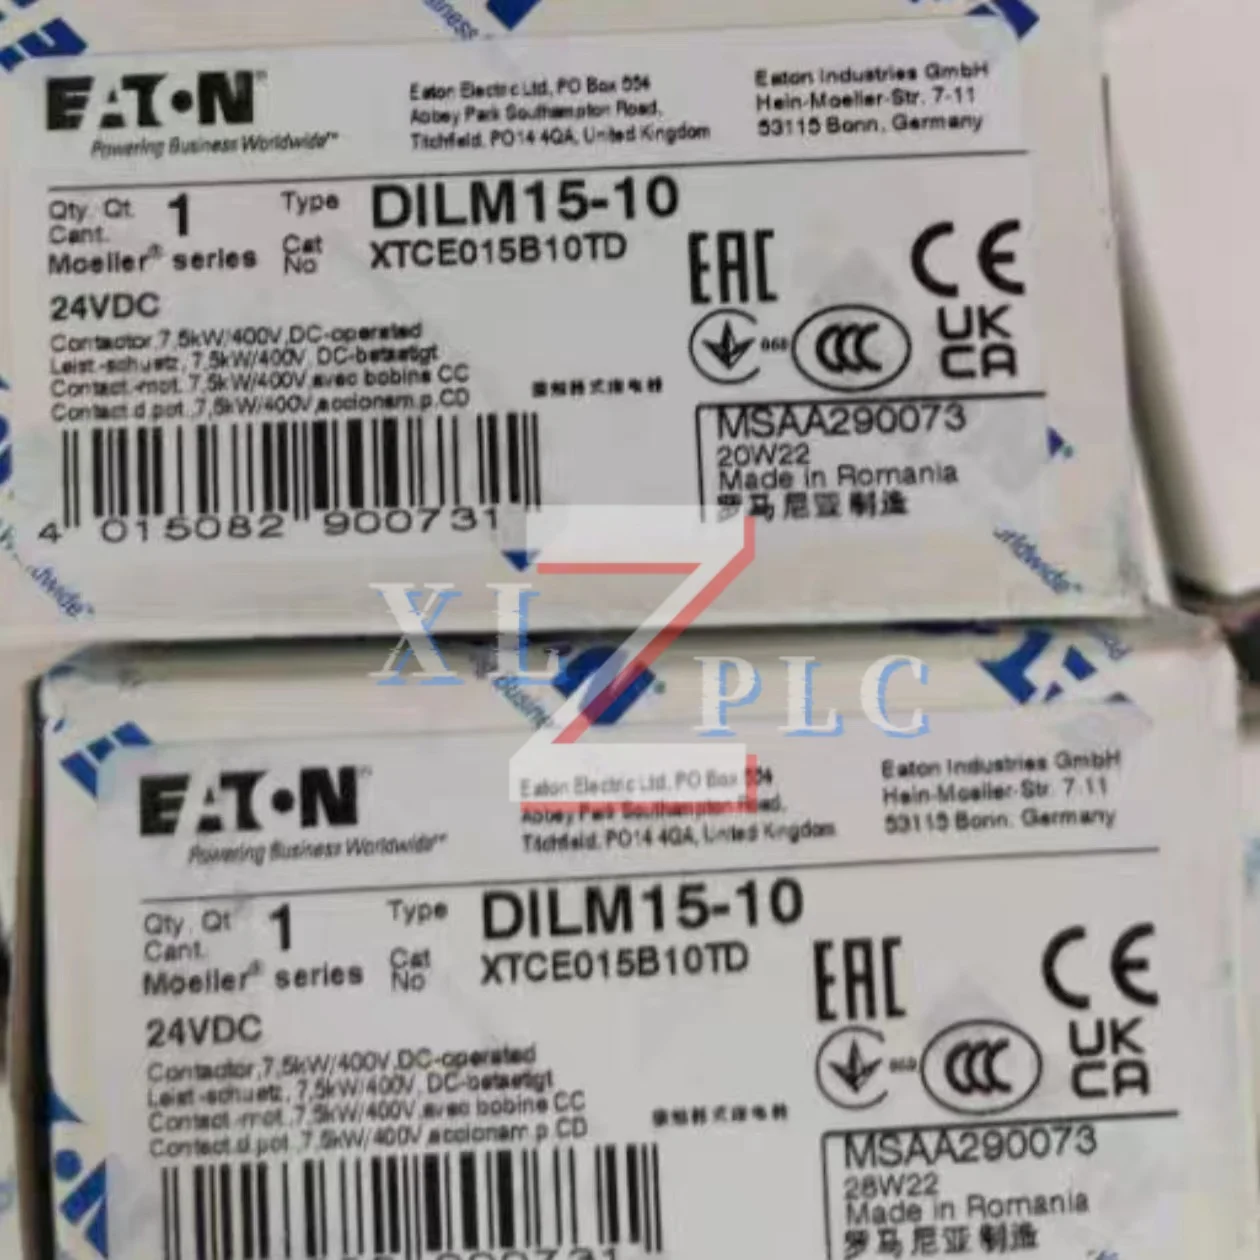 EATON
Powering Business Worldwide™
Eaton Electric Ltd, PO Box 554
Abbey Park Southampton Road,
Titchfield, PO14 4QA, United Kingdom
Eaton Industries GmbH
Hein-Moeller-Str. 7-11
53115 Bonn, Germany
Qty. Qt. 1
Cant.
Type DILM15-10
Moeller® series
Cat No XTCE015B10TD
24VDC
Contactor,7,5kW/400V,DC-operated
Leist.-schuetz, 7,5kW/400V, DC-betaetigt
Contact.-mot. 7,5kW/400V,avec bobine CC
Contact.d.pot.,7,5kW/400V,accionam.p.CD
EAC
CE
CCC
UK
CA
MSAA290073
20W22
Made in Romania
罗马尼亚制造
4 015082 900731
XLZ PLC
Business
EATON
Powering Business Worldwide™
Eaton Electric Ltd, PO Box 554
Abbey Park Southampton Road,
Titchfield, PO14 4QA, United Kingdom
Eaton Industries GmbH
Hein-Moeller-Str. 7-11
53115 Bonn, Germany
Qty. Qt 1
Cant.
Type DILM15-10
Moeller® series
Cat No XTCE015B10TD
24VDC
Contactor,7,5kW/400V,DC-operated
Leist.-schuetz, 7,5kW/400V, DC-betaetigt
Contact.-mot. ,7,5kW/400V,avec bobine CC
Contact.d.pot.,7,5kW/400V,accionam.p.CD
EAC
CE
CCC
UK
CA
MSAA290073
28W22
Made in Romania
罗马尼亚制造
900731